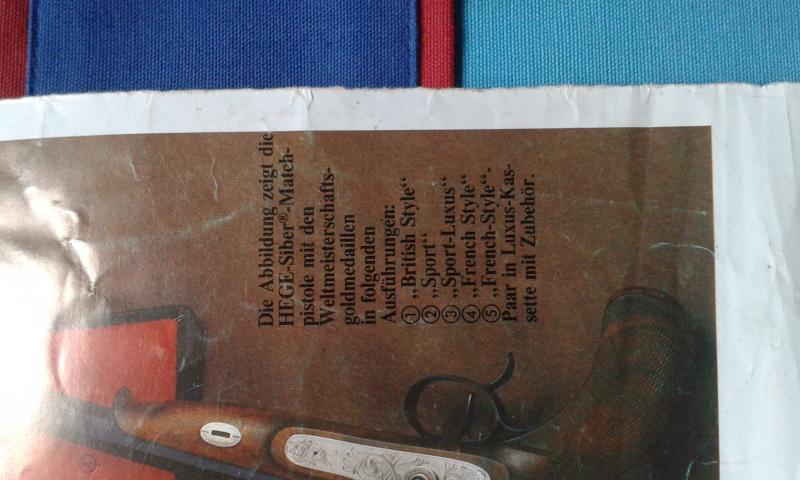 Die Abbildung zeigt die
HEGE-Siber®-Match-
pistole mit den
Weltmeisterschafts-
goldmedaillen
in folgenden
Ausführungen:
① „British Style“
② „Sport“
③ „Sport-Luxus“
④ „French Style“
⑤ „French-Style“-
Paar in Luxus-Kas-
sette mit Zubehör.